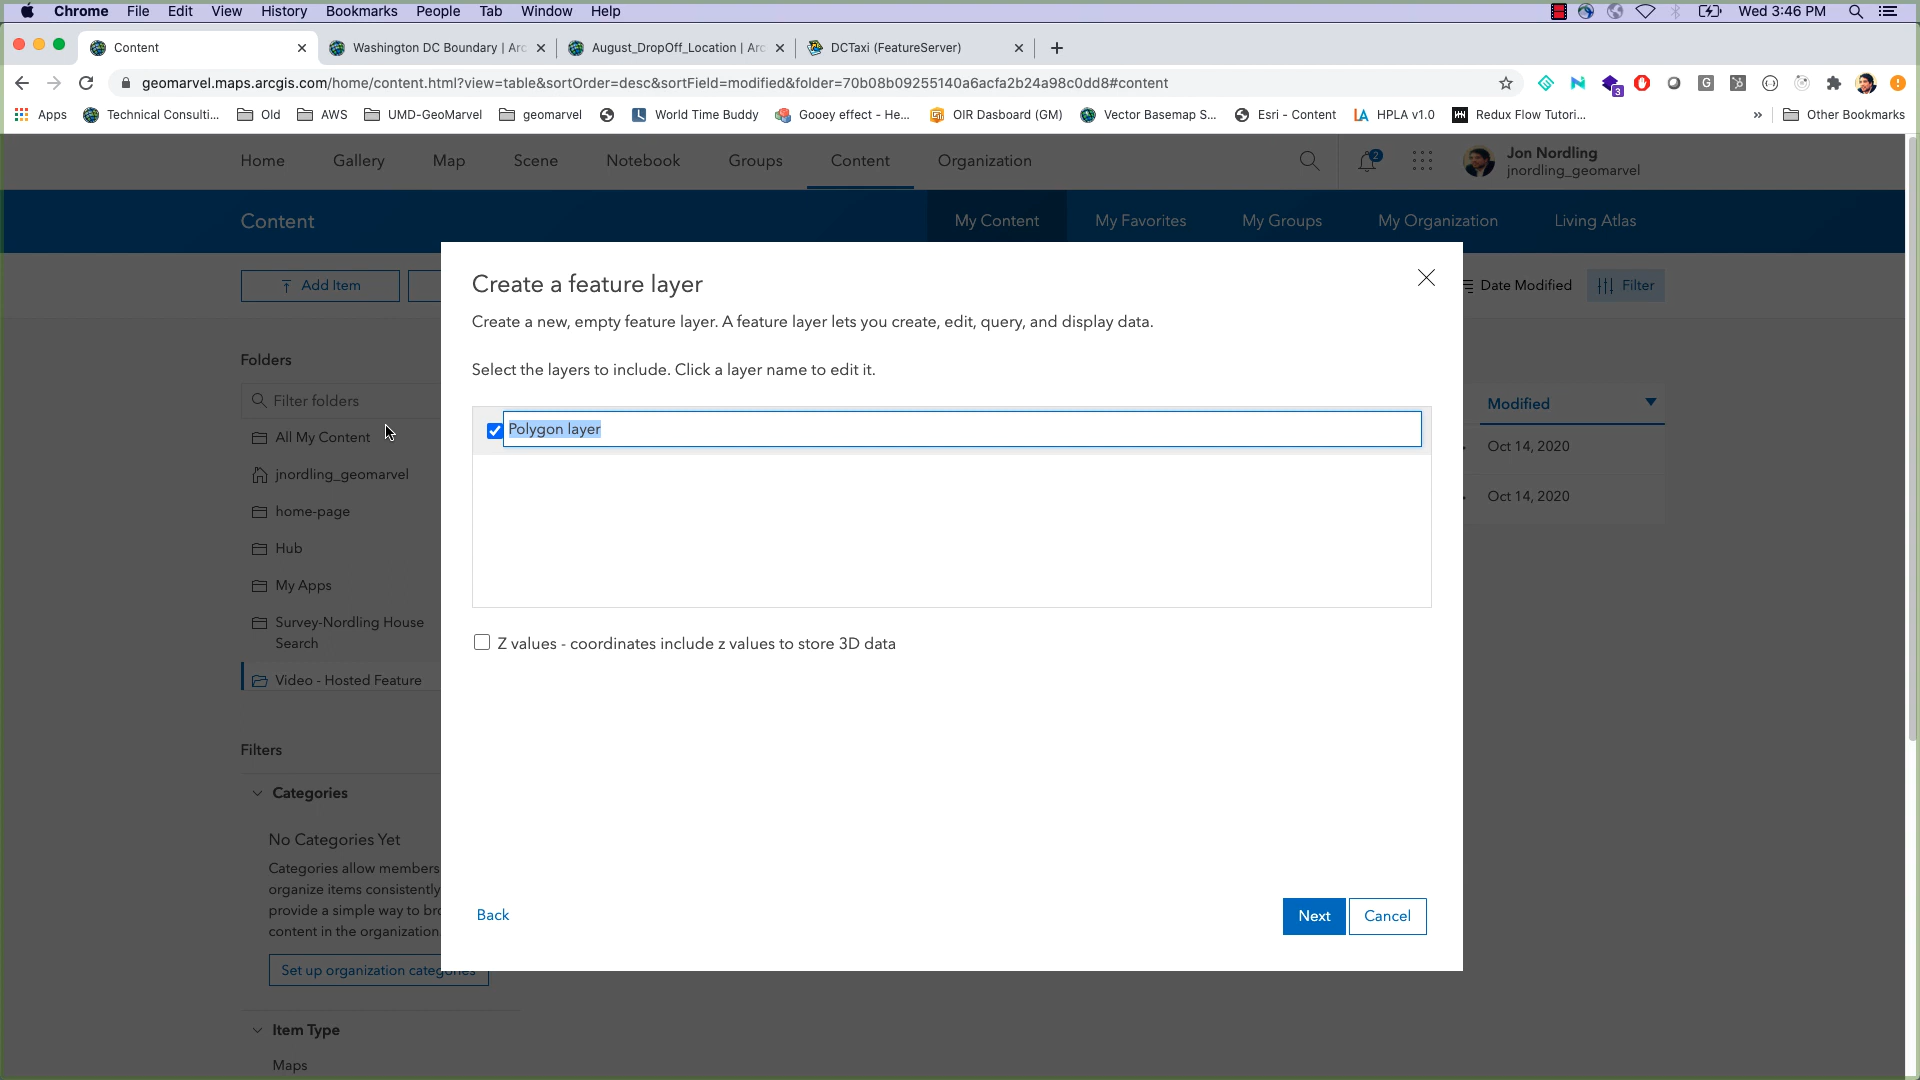 Chrome File Edit View History Bookmarks People Tab Window Help Wed 3:46 PM
Content Washington DC Boundary | Arc August_DropOff_Location | Arc DCTaxi (FeatureServer)
geomarvel.maps.arcgis.com/home/content.html?view=table&sortOrder=desc&sortField=modified&folder=70b08b09255140a6acfa2b24a98c0dd8#content
3
Apps Technical Consulti... Old AWS UMD-GeoMarvel geomarvel World Time Buddy Gooey effect - He... OIR Dasboard (GM) Vector Basemap S... Esri - Content HPLA v1.0 Redux Flow Tutori... » Other Bookmarks
Home Gallery Map Scene Notebook Groups Content Organization 2 Jon Nordling
jnordling_geomarvel
Content My Content My Favorites My Groups My Organization Living Atlas
Add Item Date Modified Filter
Create a feature layer
Create a new, empty feature layer. A feature layer lets you create, edit, query, and display data.
Select the layers to include. Click a layer name to edit it.
Polygon layer
Z values - coordinates include z values to store 3D data
Back Next Cancel
Folders
Filter folders
All My Content
jnordling_geomarvel
home-page
Hub
My Apps
Survey-Nordling House
Search
Video - Hosted Feature
Modified
Oct 14, 2020
Oct 14, 2020
Filters
Categories
No Categories Yet
Categories allow members
organize items consistently
provide a simple way to bro
content in the organization.
Set up organization categories
Item Type
Maps